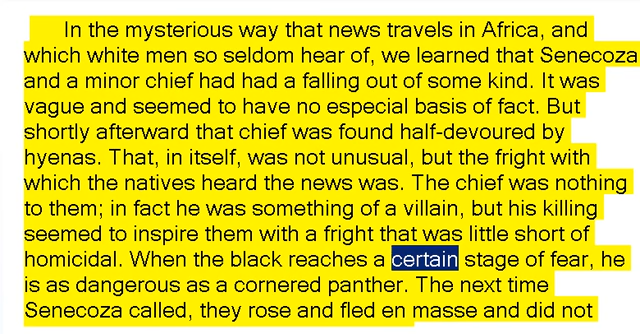 In the mysterious way that news travels in Africa, and
which white men so seldom hear of, we learned that Senecoza
and a minor chief had had a falling out of some kind. It was
vague and seemed to have no especial basis of fact. But
shortly afterward that chief was found half-devoured by
hyenas. That, in itself, was not unusual, but the fright with
which the natives heard the news was. The chief was nothing
to them; in fact he was something of a villain, but his killing
seemed to inspire them with a fright that was little short of
homicidal. When the black reaches a certain stage of fear, he
is as dangerous as a cornered panther. The next time
Senecoza called, they rose and fled en masse and did not